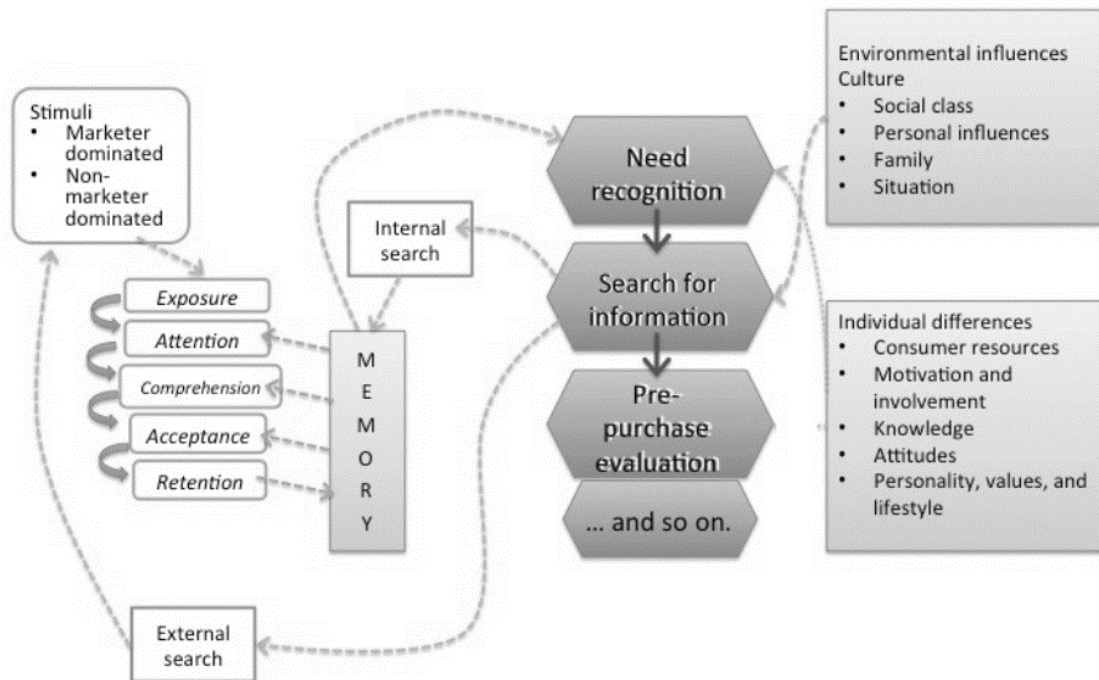 Stimuli
• Marketer
dominated
• Non-
marketer
dominated
Exposure
Attention
Comprehension
Acceptance
Retention
Internal
search
M
E
M
O
R
Y
External
search
Need
recognition
Search for
information
Pre-
purchase
evaluation
... and so on.
Environmental influences
Culture
• Social class
• Personal influences
• Family
• Situation
Individual differences
• Consumer resources
• Motivation and
involvement
• Knowledge
• Attitudes
• Personality, values, and
lifestyle